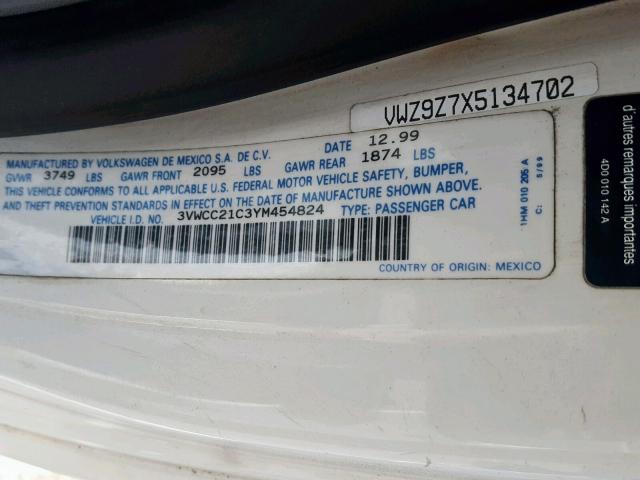 VWZ9Z7X5134702
MANUFACTURED BY VOLKSWAGEN DE MEXICO S.A. DE C.V. DATE 12.99
GVWR 3749 LBS GAWR FRONT 2095 LBS GAWR REAR 1874 LBS
THIS VEHICLE CONFORMS TO ALL APPLICABLE U.S. FEDERAL MOTOR VEHICLE SAFETY, BUMPER,
AND THEFT PREVENTION STANDARDS IN EFFECT ON THE DATE OF MANUFACTURE SHOWN ABOVE.
VEHICLE I.D. NO. 3VWCC21C3YM454824 TYPE: PASSENGER CAR
COUNTRY OF ORIGIN: MEXICO
1HM 010 205 A
C: 5/99
d'autres remarques importantes
4D0 010 142 A